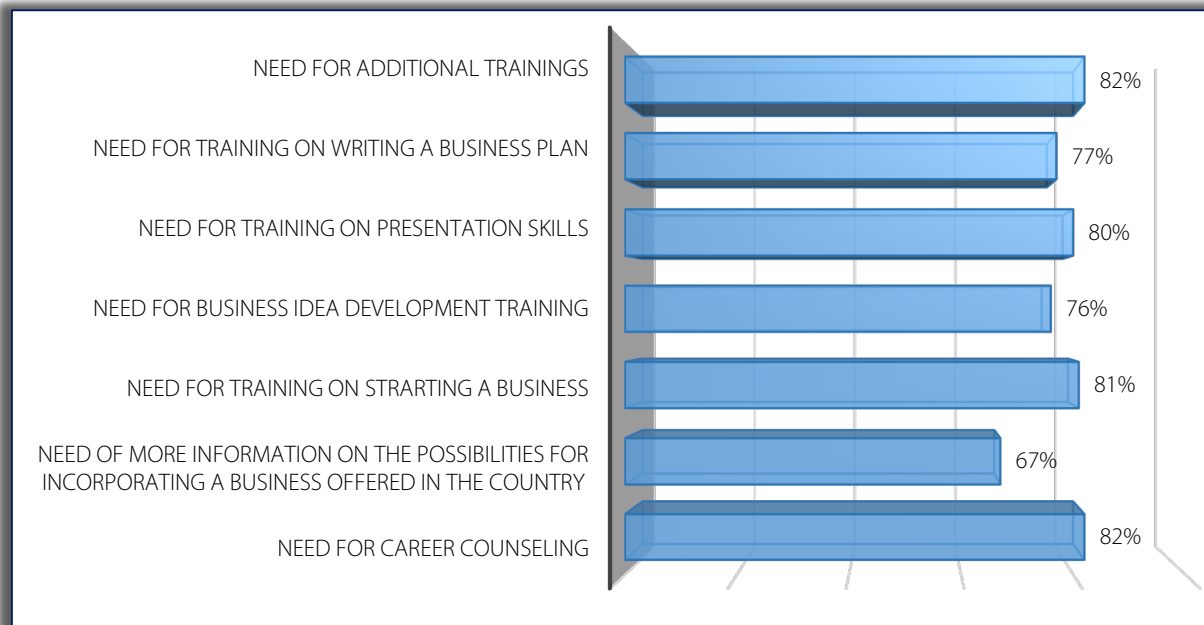 NEED FOR ADDITIONAL TRAININGS
82%
NEED FOR TRAINING ON WRITING A BUSINESS PLAN
77%
NEED FOR TRAINING ON PRESENTATION SKILLS
80%
NEED FOR BUSINESS IDEA DEVELOPMENT TRAINING
76%
NEED FOR TRAINING ON STRARTING A BUSINESS
81%
NEED OF MORE INFORMATION ON THE POSSIBILITIES FOR
INCORPORATING A BUSINESS OFFERED IN THE COUNTRY
67%
NEED FOR CAREER COUNSELING
82%